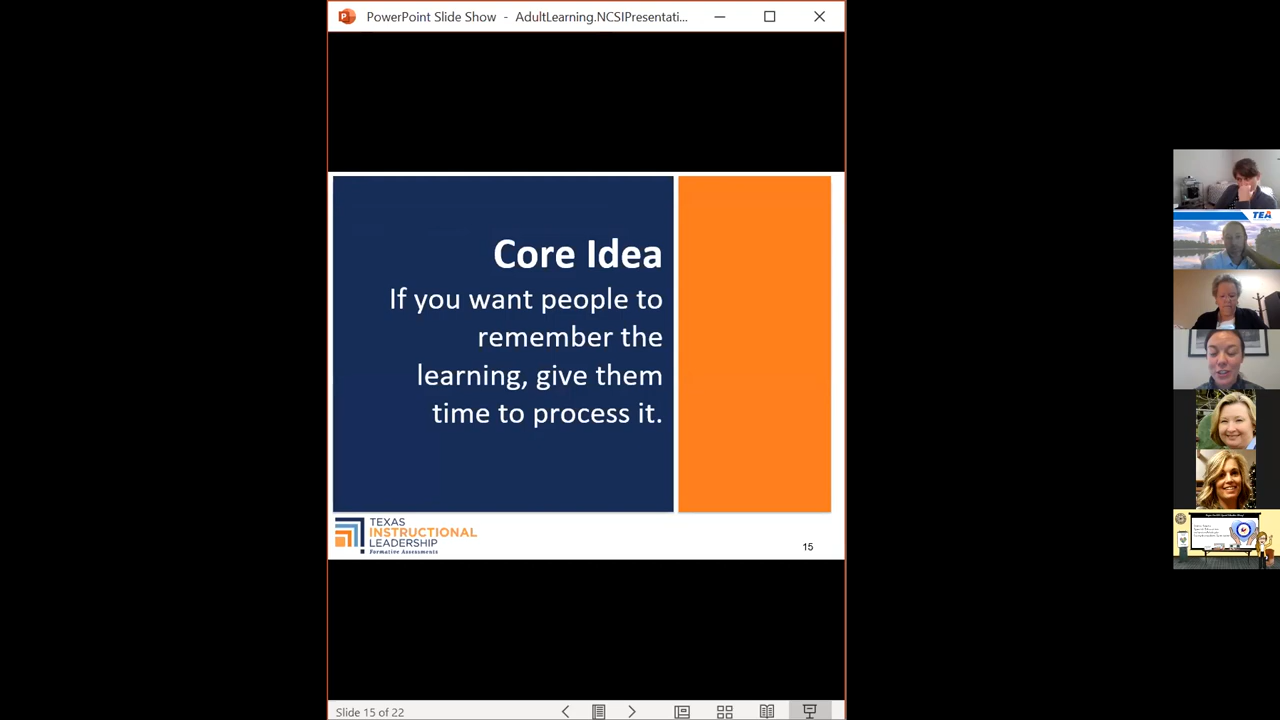 PowerPoint Slide Show - AdultLearning.NCSIPresentati...
TEA
Core Idea
If you want people to
remember the
learning, give them
time to process it.
TEXAS
INSTRUCTIONAL
LEADERSHIP
Formative Assessments
15
Slide 15 of 22